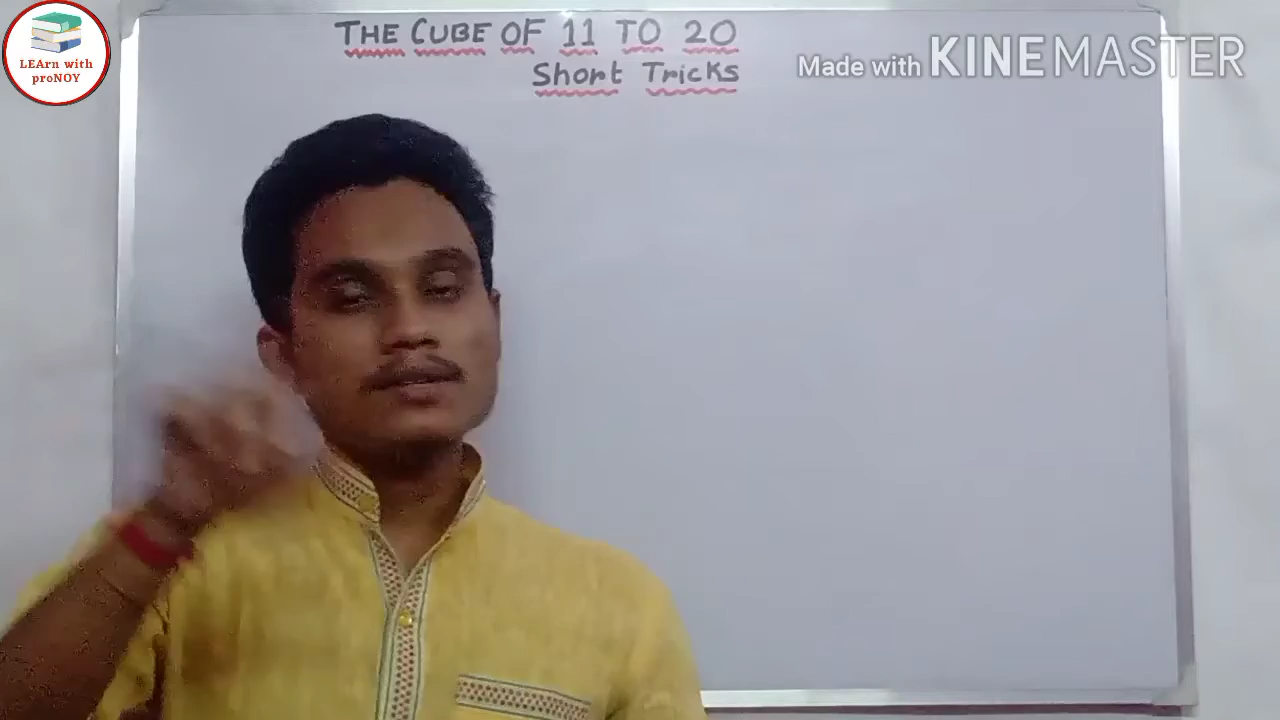 LEArn with
proNOY
THE CUBE OF 11 TO 20
Short Tricks
Made with KINEMASTER